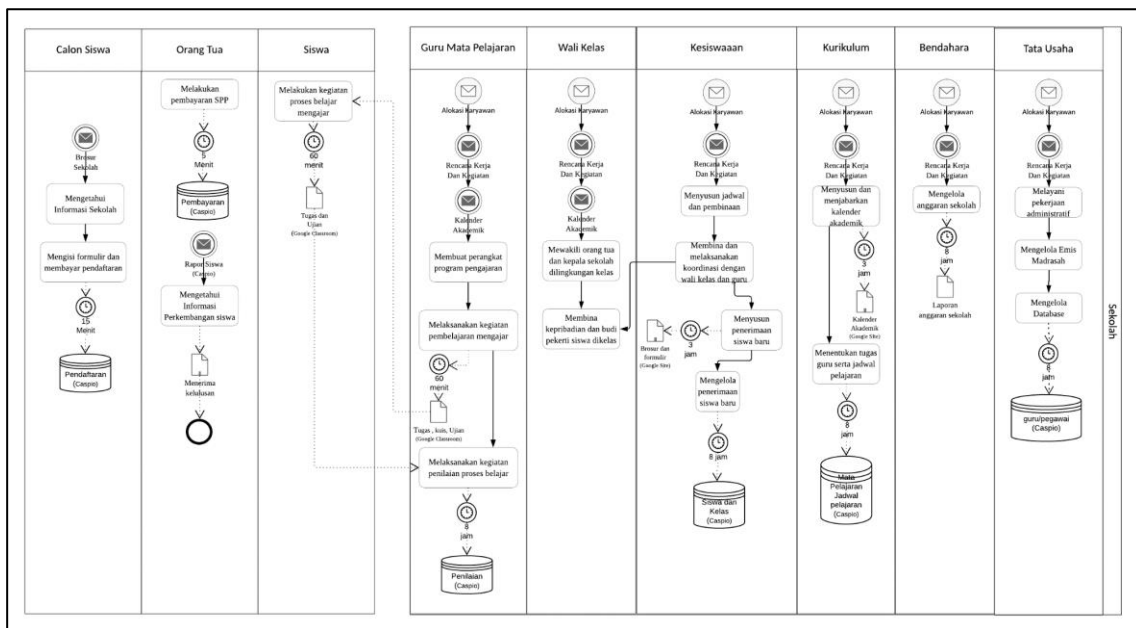 Calon Siswa
Brosur
Sekolah
Mengetahui
Informasi Sekolah
Mengisi formulir dan
membayar pendaftaran
15
Menit
Pendaftaran
(Caspio)
Orang Tua
Melakukan
pembayaran SPP
5
Menit
Pembayaran
(Caspio)
Rapor Siswa
(Caspio)
Mengetahui
Informasi
Perkembangan siswa
Menerima
kelulusan
Siswa
Melakukan kegiatan
proses belajar
mengajar
60
menit
Tugas dan
Ujian
(Google Classroom)
Guru Mata Pelajaran
Alokasi Karyawan
Rencana Kerja
Dan Kegiatan
Kalender
Akademik
Membuat perangkat
program pengajaran
Melaksanakan kegiatan
pembelajaran mengajar
60
menit
Tugas , kuis, Ujian
(Google Classroom)
Melaksanakan kegiatan
penilaian proses belajar
8
jam
Penilaian
(Caspio)
Wali Kelas
Alokasi Karyawan
Rencana Kerja
Dan Kegiatan
Kalender
Akademik
Mewakili orang tua
dan kepala sekolah
dilingkungan kelas
Membina
kepribadian dan budi
pekerti siswa dikelas
Kesiswaaan
Alokasi Karyawan
Rencana Kerja
Dan Kegiatan
Menyusun jadwal
dan pembinaan
Membina dan
melaksanakan
koordinasi dengan
wali kelas dan guru
Menyusun
penerimaan
siswa baru
3
jam
Brosur dan
formulir
(Google Site)
Mengelola
penerimaan
siswa baru
8 jam
Siswa dan
Kelas
(Caspio)
Kurikulum
Alokasi Karyawan
Rencana Kerja
Dan Kegiatan
Menyusun dan
menjabarkan
kalender
akademik
3
jam
Kalender
Akademik
(Google Site)
Menentukan tugas
guru serta jadwal
pelajaran
8
jam
Mata
Pelajaran
Jadwal
pelajaran
(Caspio)
Bendahara
Alokasi Karyawan
Rencana Kerja
Dan Kegiatan
Mengelola
anggaran sekolah
8
jam
Laporan
anggaran sekolah
Tata Usaha
Alokasi Karyawan
Rencana Kerja
Dan Kegiatan
Melayani
pekerjaan
administratif
Mengelola Emis
Madrasah
Mengelola
Database
8
jam
guru/pegawai
(Caspio)
Sekolah